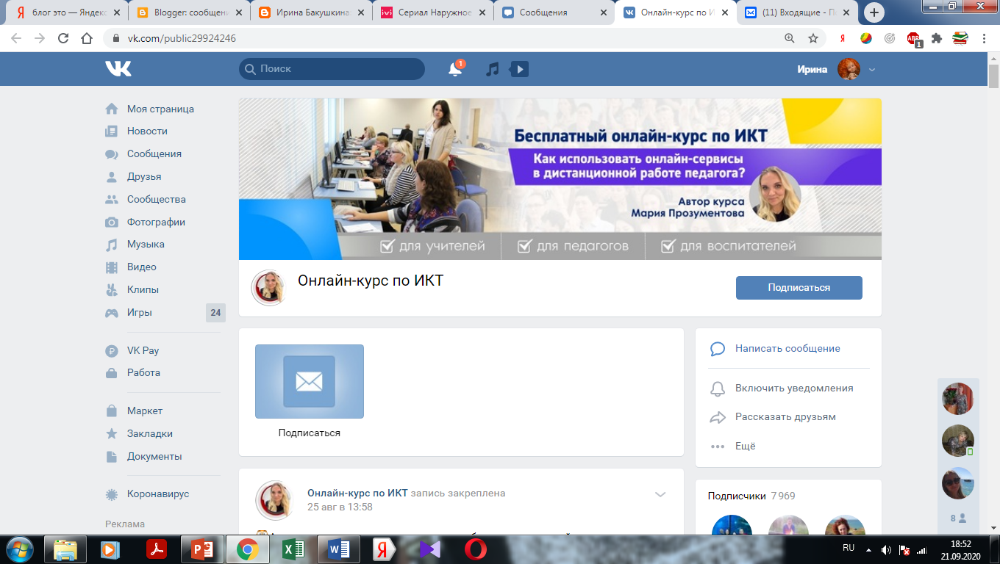 блог это — Яндекс
Blogger: сообщени
Ирина Бакушкина
ivi Сериал Наружное
Сообщения
Онлайн-курс по И
(11) Входящие - П
vk.com/public29924246
ABP
1
Поиск
1
Ирина
Моя страница
Новости
Сообщения
Друзья
Сообщества
Фотографии
Музыка
Видео
Клипы
Игры 24
VK Pay
Работа
Маркет
Закладки
Документы
Коронавирус
Реклама
Бесплатный онлайн-курс по ИКТ
Как использовать онлайн-сервисы
в дистанционной работе педагога?
Автор курса
Мария Прозументова
для учителей
для педагогов
для воспитателей
Онлайн-курс по ИКТ
Подписаться
Подписаться
Написать сообщение
Включить уведомления
Рассказать друзьям
Ещё
Онлайн-курс по ИКТ запись закреплена
25 авг в 13:58
Подписчики 7 969
8
RU
18:52
21.09.2020